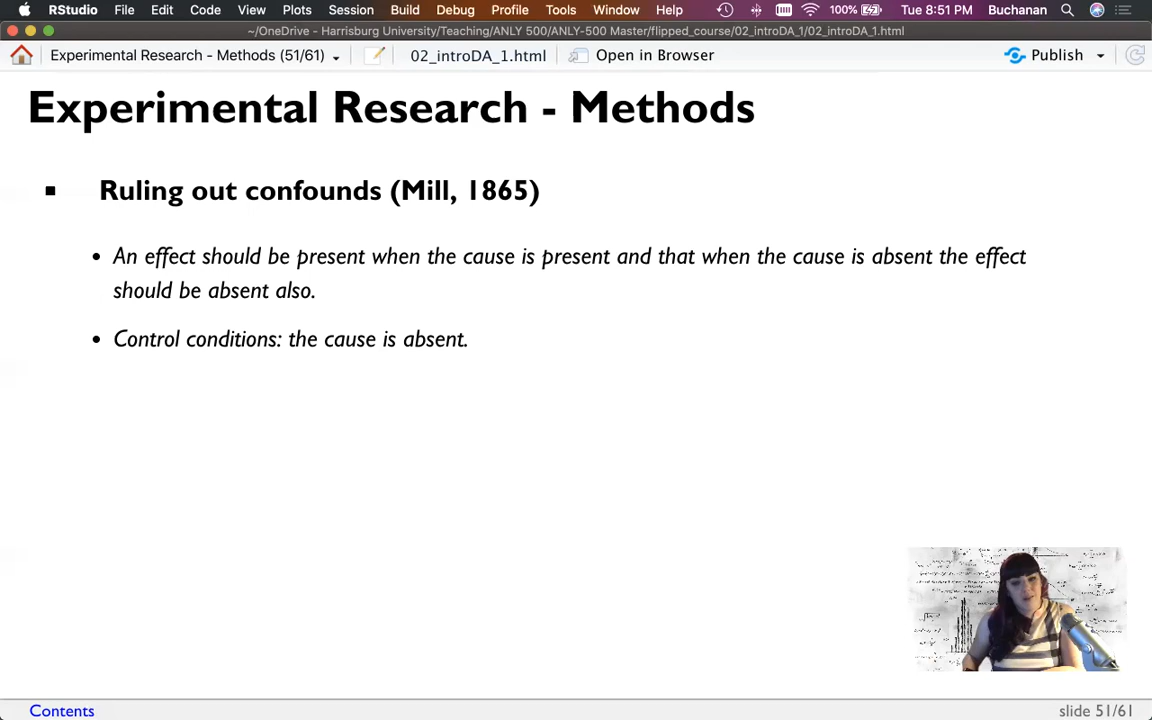 RStudio File Edit Code View Plots Session Build Debug Profile Tools Window Help 100% Tue 8:51 PM Buchanan
~/OneDrive - Harrisburg University/Teaching/ANLY 500/ANLY-500 Master/flipped_course/02_introDA_1/02_introDA_1.html
Experimental Research - Methods (51/61) 02_introDA_1.html Open in Browser Publish
Experimental Research - Methods
Ruling out confounds (Mill, 1865)
An effect should be present when the cause is present and that when the cause is absent the effect
should be absent also.
Control conditions: the cause is absent.
Contents slide 51/61